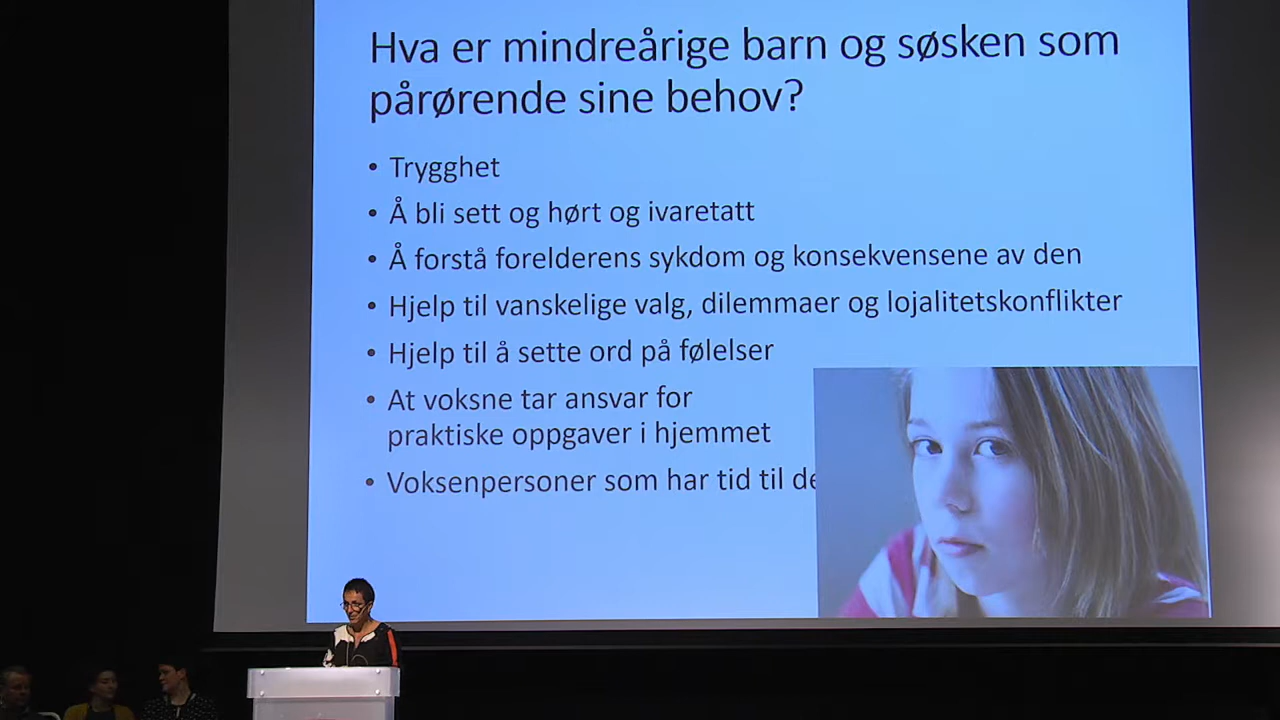 Hva er mindreårige barn og søsken som
pårørende sine behov?
• Trygghet
• Å bli sett og hørt og ivaretatt
• Å forstå forelderens sykdom og konsekvensene av den
• Hjelp til vanskelige valg, dilemmaer og lojalitetskonflikter
• Hjelp til å sette ord på følelser
• At voksne tar ansvar for
praktiske oppgaver i hjemmet
• Voksenpersoner som har tid til